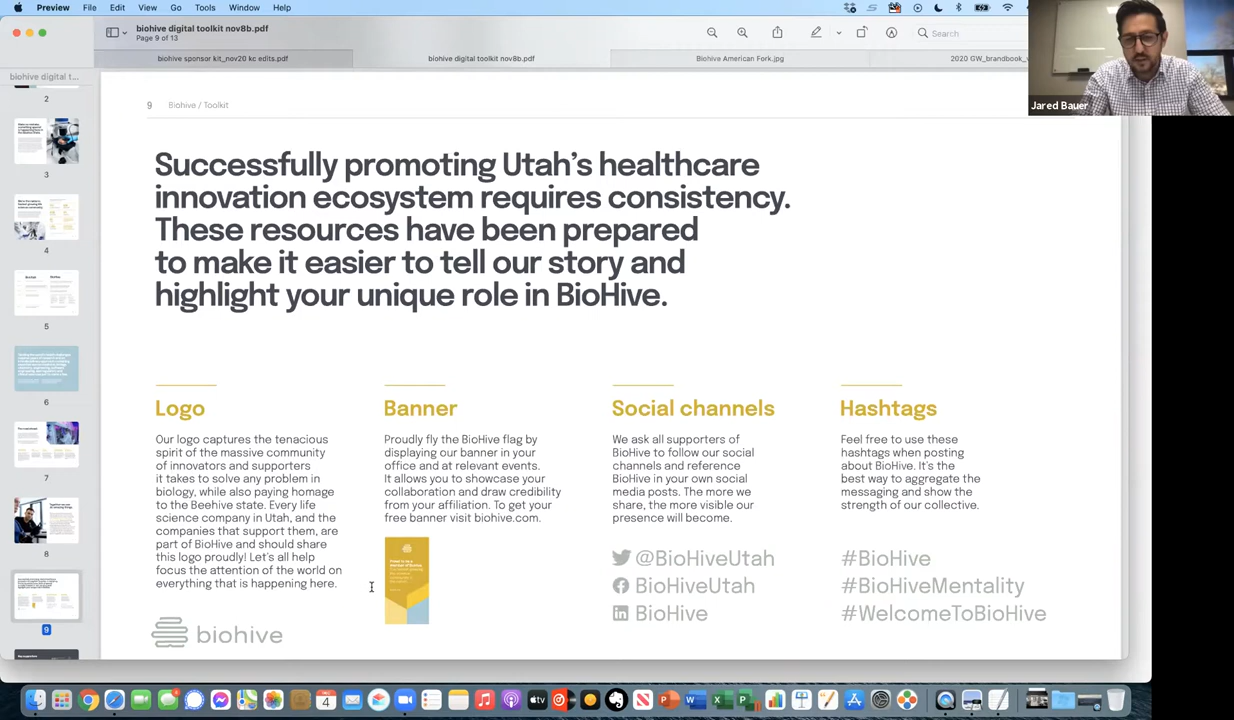 Preview File Edit View Go Tools Window Help
biohive digital toolkit nov8b.pdf
Page 9 of 13
Search
biohive sponsor kit_nov20 kc edits.pdf
biohive digital toolkit nov8b.pdf
Biohive American Fork.jpg
2020 GW_brandbook_
Jared Bauer
biohive digital t...
2
3
4
5
6
7
8
9
9 Biohive / Toolkit
Successfully promoting Utah's healthcare
innovation ecosystem requires consistency.
These resources have been prepared
to make it easier to tell our story and
highlight your unique role in BioHive.
Logo
Our logo captures the tenacious
spirit of the massive community
of innovators and supporters
it takes to solve any problem in
biology, while also paying homage
to the Beehive state. Every life
science company in Utah, and the
companies that support them, are
part of BioHive and should share
this logo proudly! Let's all help
focus the attention of the world on
everything that is happening here.
biohive
Banner
Proudly fly the BioHive flag by
displaying our banner in your
office and at relevant events.
It allows you to showcase your
collaboration and draw credibility
from your affiliation. To get your
free banner visit biohive.com.
Social channels
We ask all supporters of
BioHive to follow our social
channels and reference
BioHive in your own social
media posts. The more we
share, the more visible our
presence will become.
@BioHiveUtah
BioHiveUtah
BioHive
Hashtags
Feel free to use these
hashtags when posting
about BioHive. It's the
best way to aggregate the
messaging and show the
strength of our collective.
#BioHive
#BioHiveMentality
#WelcomeToBioHive